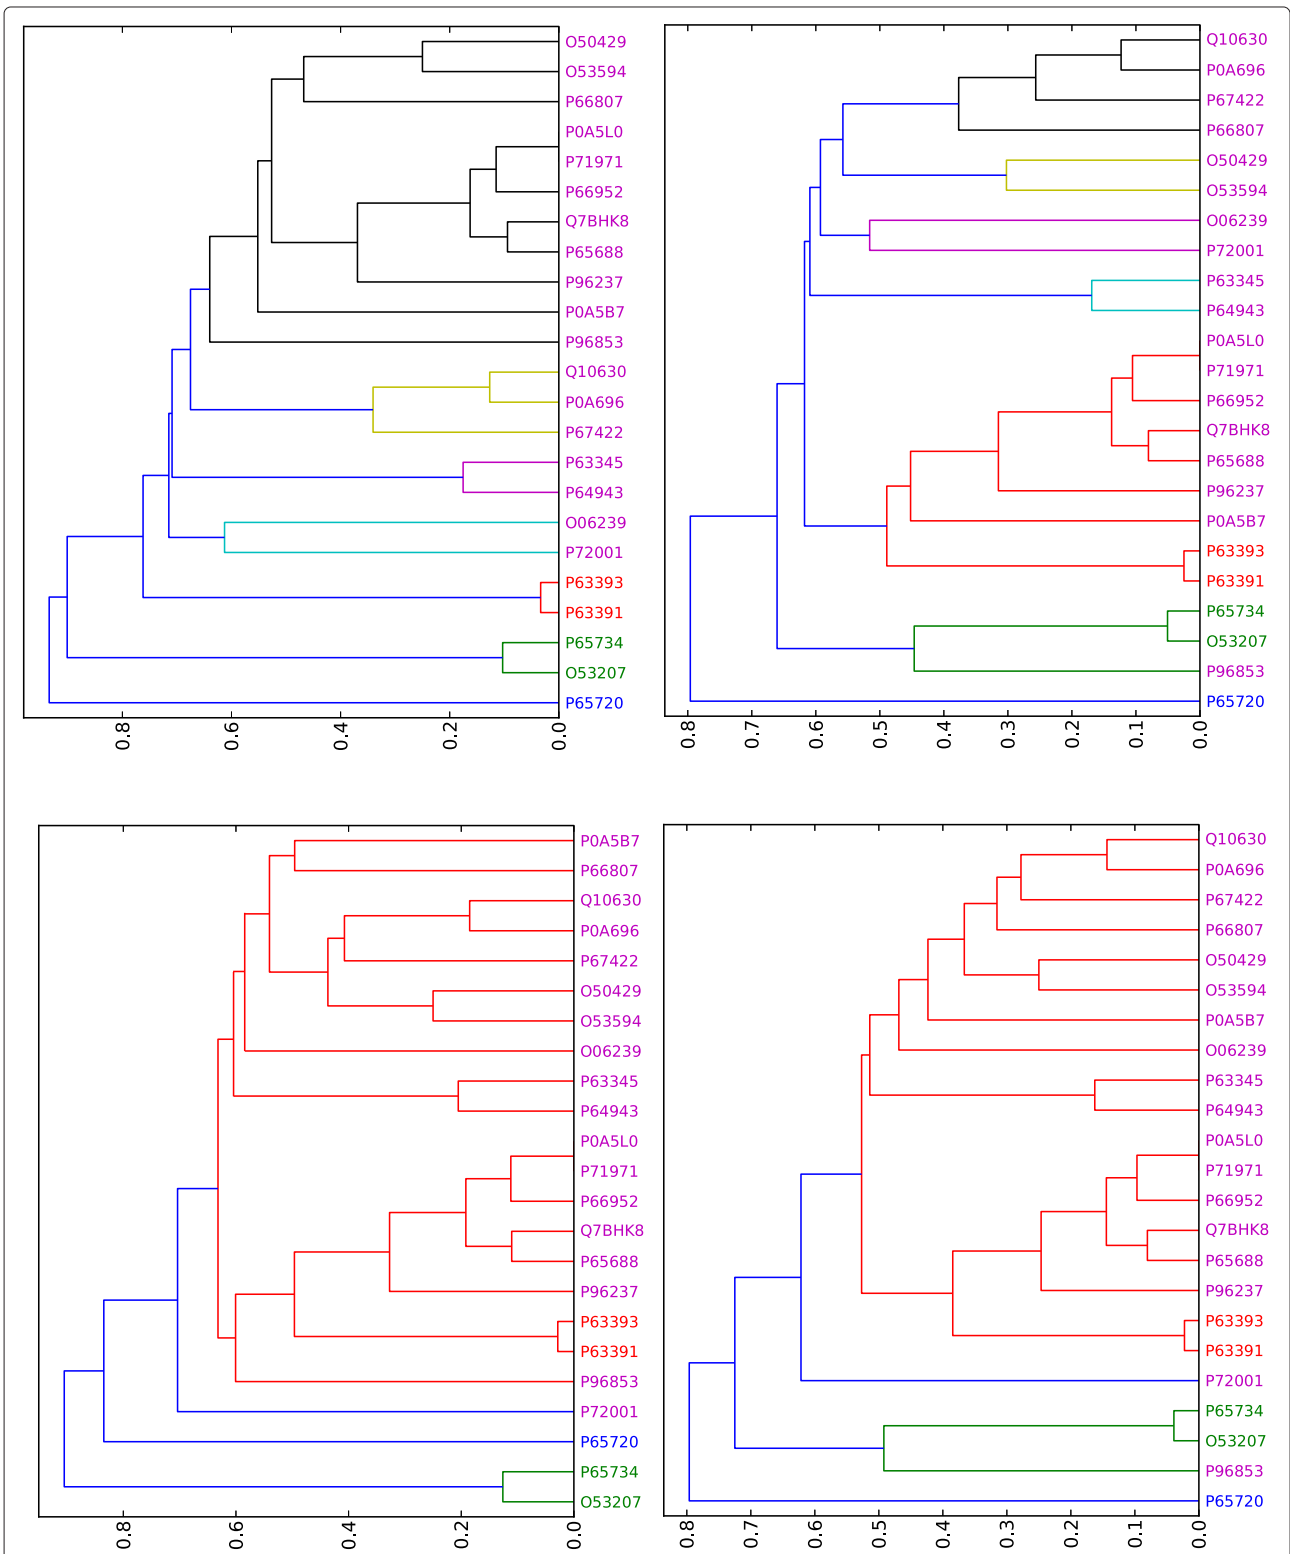 O50429
O53594
P66807
P0A5L0
P71971
P66952
Q7BHK8
P65688
P96237
P0A5B7
P96853
Q10630
P0A696
P67422
P63345
P64943
O06239
P72001
P63393
P63391
P65734
O53207
P65720
0.8 0.6 0.4 0.2 0.0
Q10630
P0A696
P67422
P66807
O50429
O53594
O06239
P72001
P63345
P64943
P0A5L0
P71971
P66952
Q7BHK8
P65688
P96237
P0A5B7
P63393
P63391
P65734
O53207
P96853
P65720
0.8 0.7 0.6 0.5 0.4 0.3 0.2 0.1 0.0
P0A5B7
P66807
Q10630
P0A696
P67422
O50429
O53594
O06239
P63345
P64943
P0A5L0
P71971
P66952
Q7BHK8
P65688
P96237
P63393
P63391
P96853
P72001
P65720
P65734
O53207
0.8 0.6 0.4 0.2 0.0
Q10630
P0A696
P67422
P66807
O50429
O53594
P0A5B7
O06239
P63345
P64943
P0A5L0
P71971
P66952
Q7BHK8
P65688
P96237
P63393
P63391
P72001
P65734
O53207
P96853
P65720
0.8 0.7 0.6 0.5 0.4 0.3 0.2 0.1 0.0